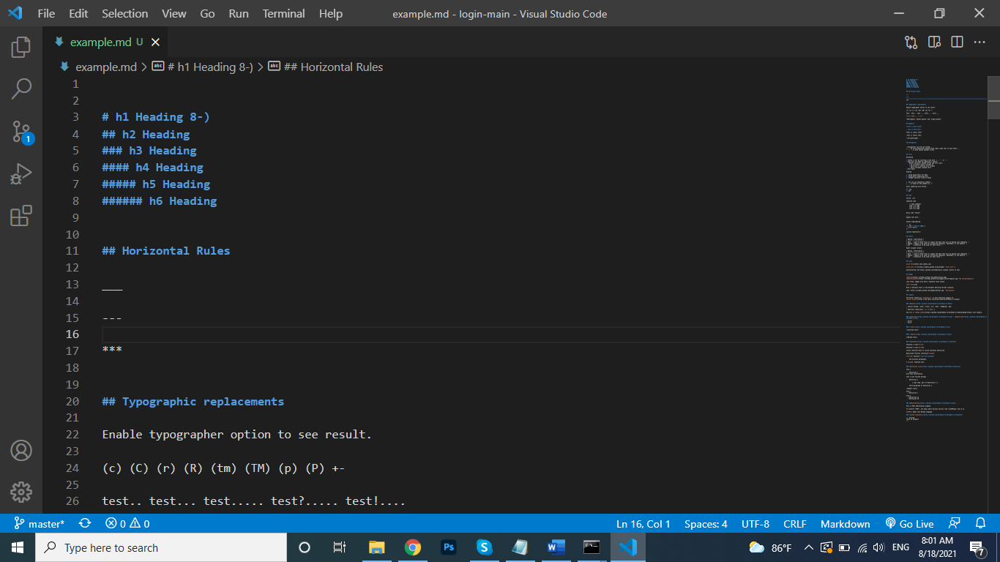 File Edit Selection View Go Run Terminal Help example.md - login-main - Visual Studio Code
example.md U
example.md > # h1 Heading 8-) > ## Horizontal Rules
1
2
3 # h1 Heading 8-)
4 ## h2 Heading
5 ### h3 Heading
6 #### h4 Heading
7 ##### h5 Heading
8 ###### h6 Heading
9
10
11 ## Horizontal Rules
12
13 ___
14
15 ---
16
17 ***
18
19
20 ## Typographic replacements
21
22 Enable typographer option to see result.
23
24 (c) (C) (r) (R) (tm) (TM) (p) (P) +-
25
26 test.. test... test..... test?..... test!....
1
master* 0 0 Ln 16, Col 1 Spaces: 4 UTF-8 CRLF Markdown Go Live
Type here to search
Ps
S
W
86°F ENG
8:01 AM
8/18/2021
7